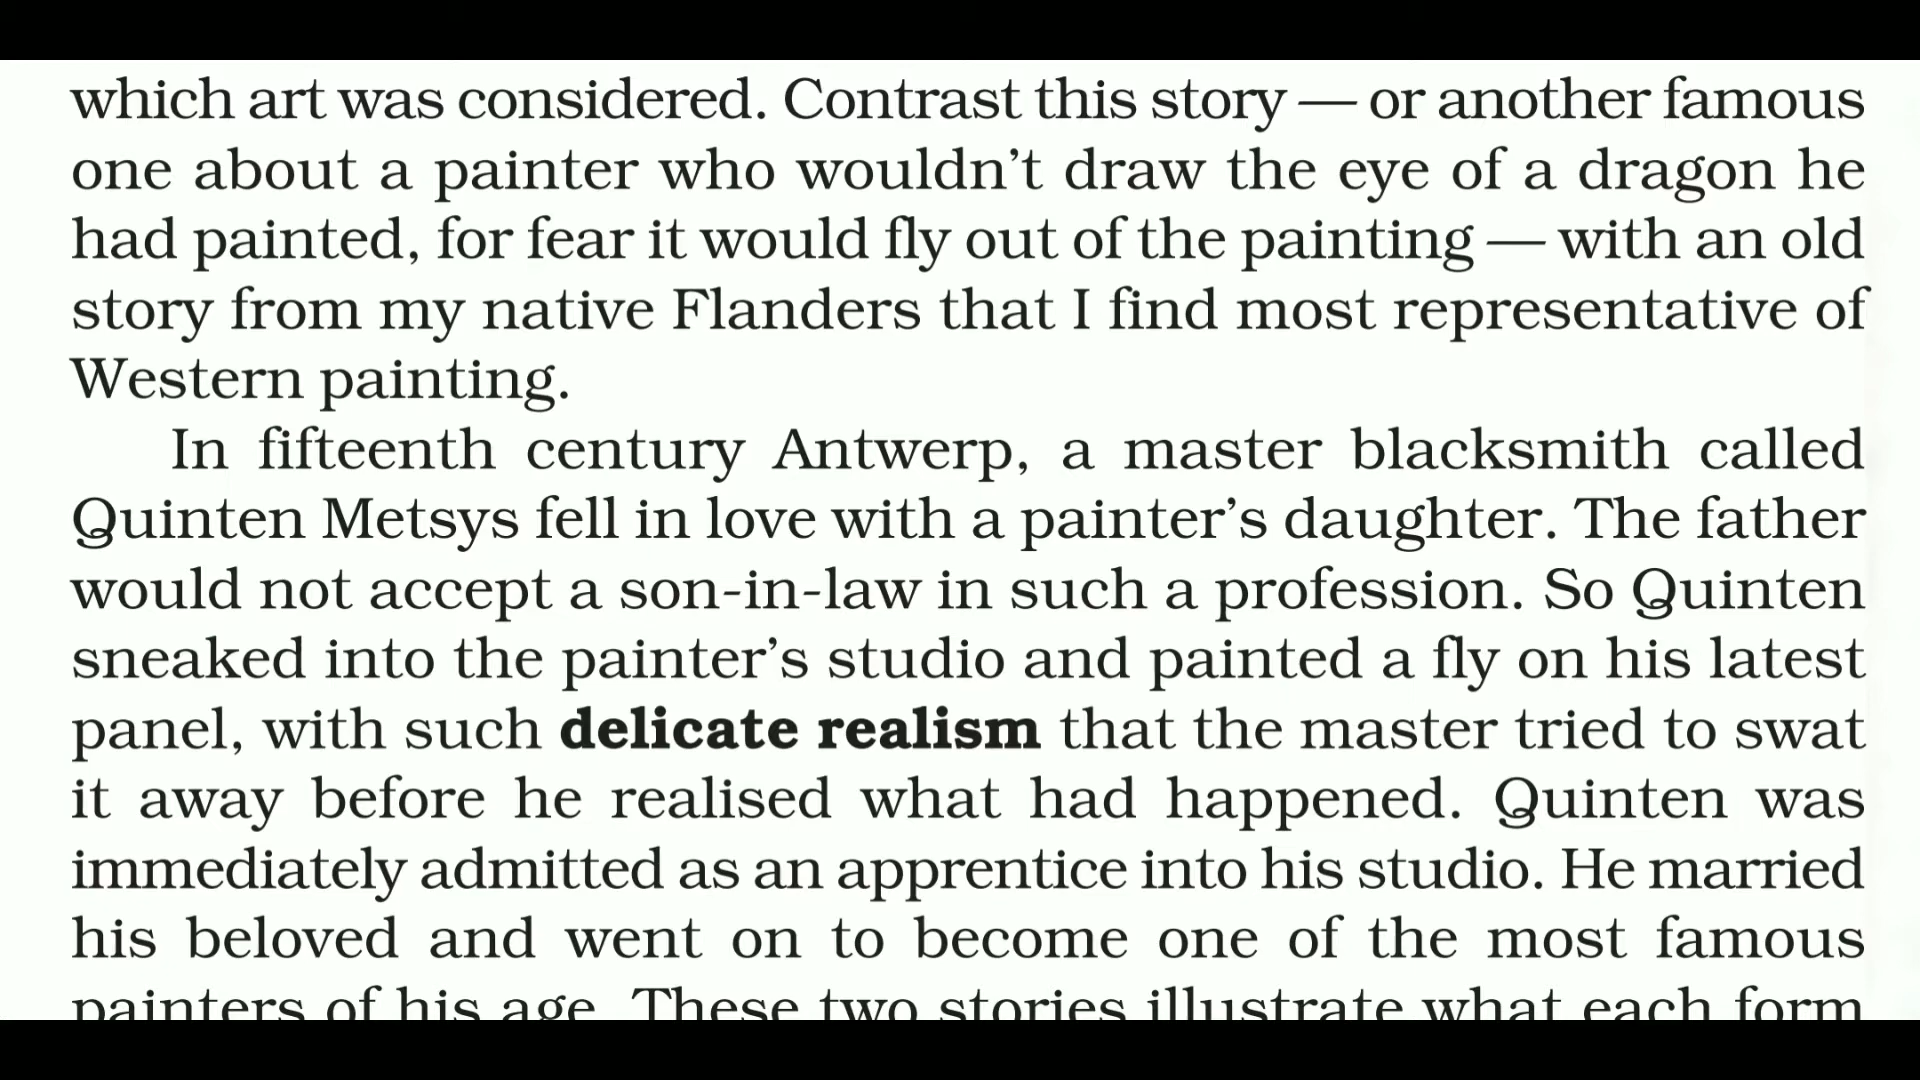 which art was considered. Contrast this story — or another famous
one about a painter who wouldn’t draw the eye of a dragon he
had painted, for fear it would fly out of the painting — with an old
story from my native Flanders that I find most representative of
Western painting.
In fifteenth century Antwerp, a master blacksmith called
Quinten Metsys fell in love with a painter’s daughter. The father
would not accept a son-in-law in such a profession. So Quinten
sneaked into the painter’s studio and painted a fly on his latest
panel, with such delicate realism that the master tried to swat
it away before he realised what had happened. Quinten was
immediately admitted as an apprentice into his studio. He married
his beloved and went on to become one of the most famous
painters of his age. These two stories illustrate what each form